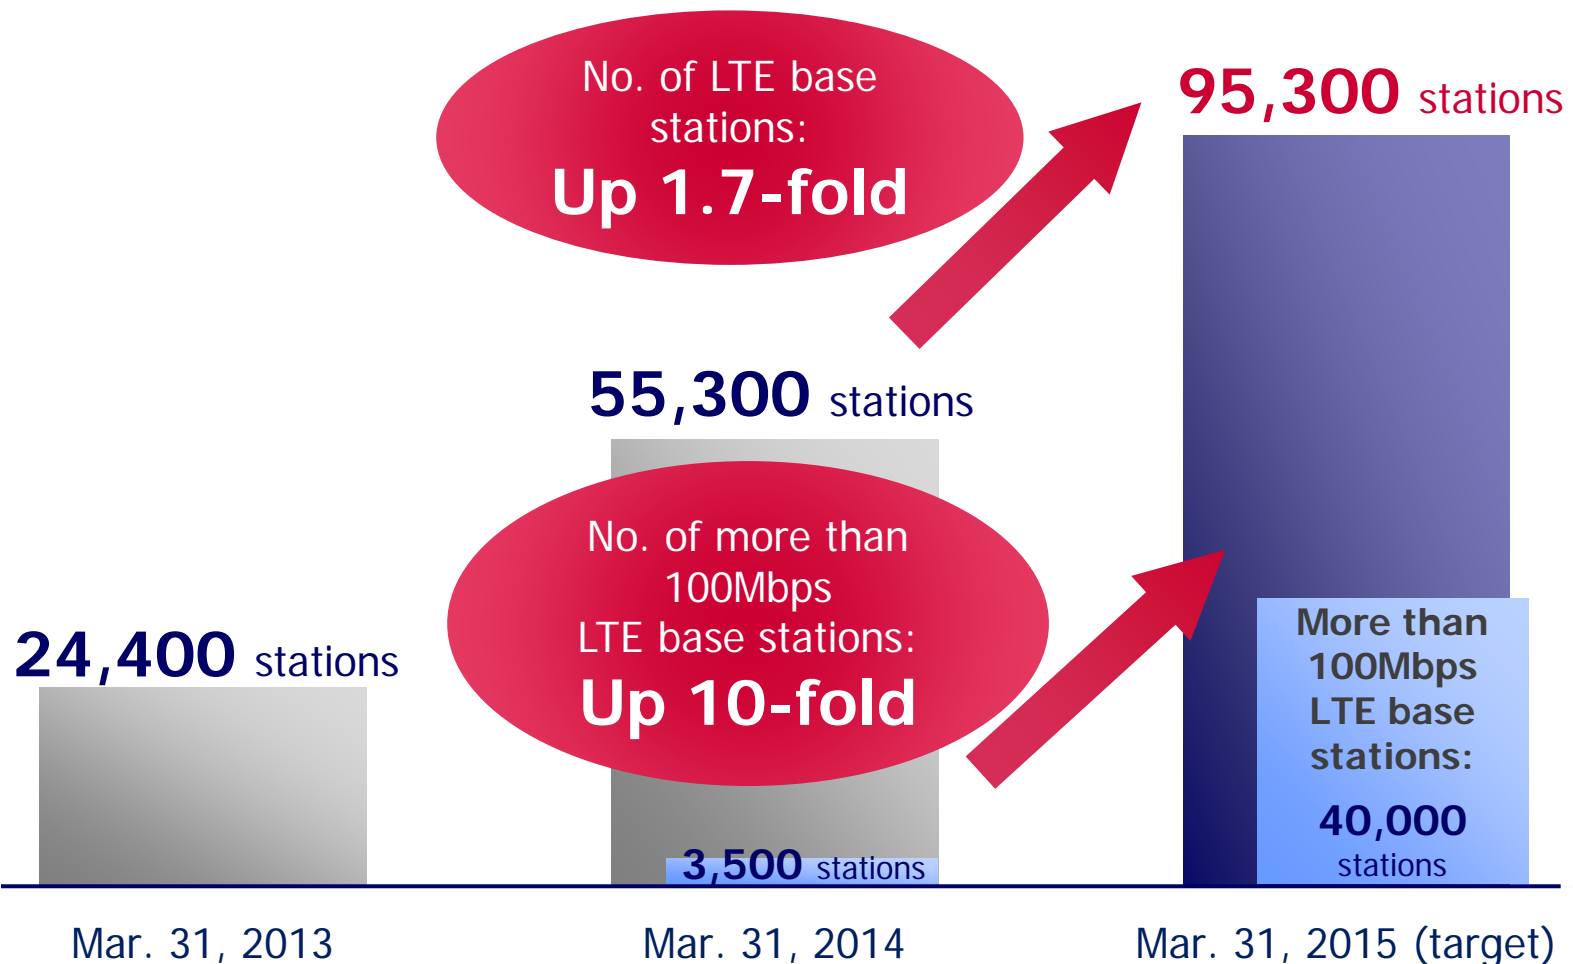 No. of LTE base
stations:
Up 1.7-fold
95,300 stations
55,300 stations
No. of more than
100Mbps
LTE base stations:
Up 10-fold
24,400 stations
More than
100Mbps
LTE base
stations:
40,000
stations
3,500 stations
Mar. 31, 2013
Mar. 31, 2014
Mar. 31, 2015 (target)